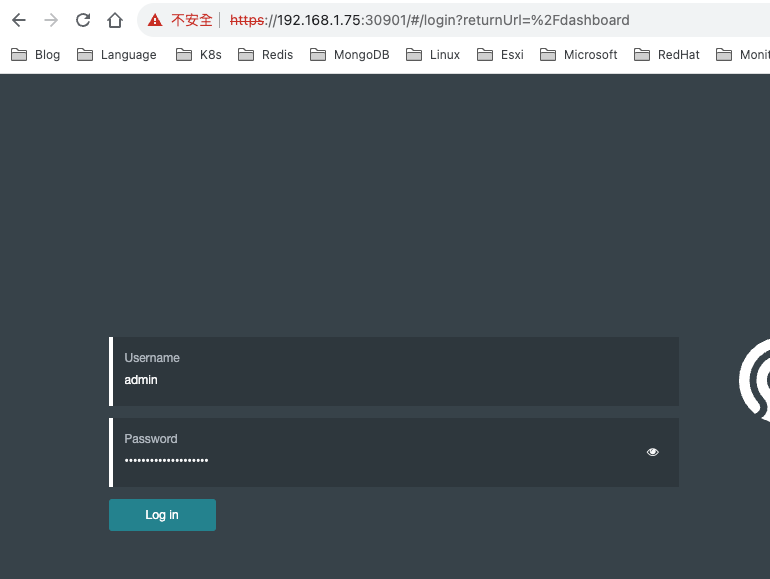 不安全 https://192.168.1.75:30901/#/login?returnUrl=%2Fdashboard
Blog Language K8s Redis MongoDB Linux Esxi Microsoft RedHat Monit
Username
admin
Password
••••••••••••••••••••
Log in